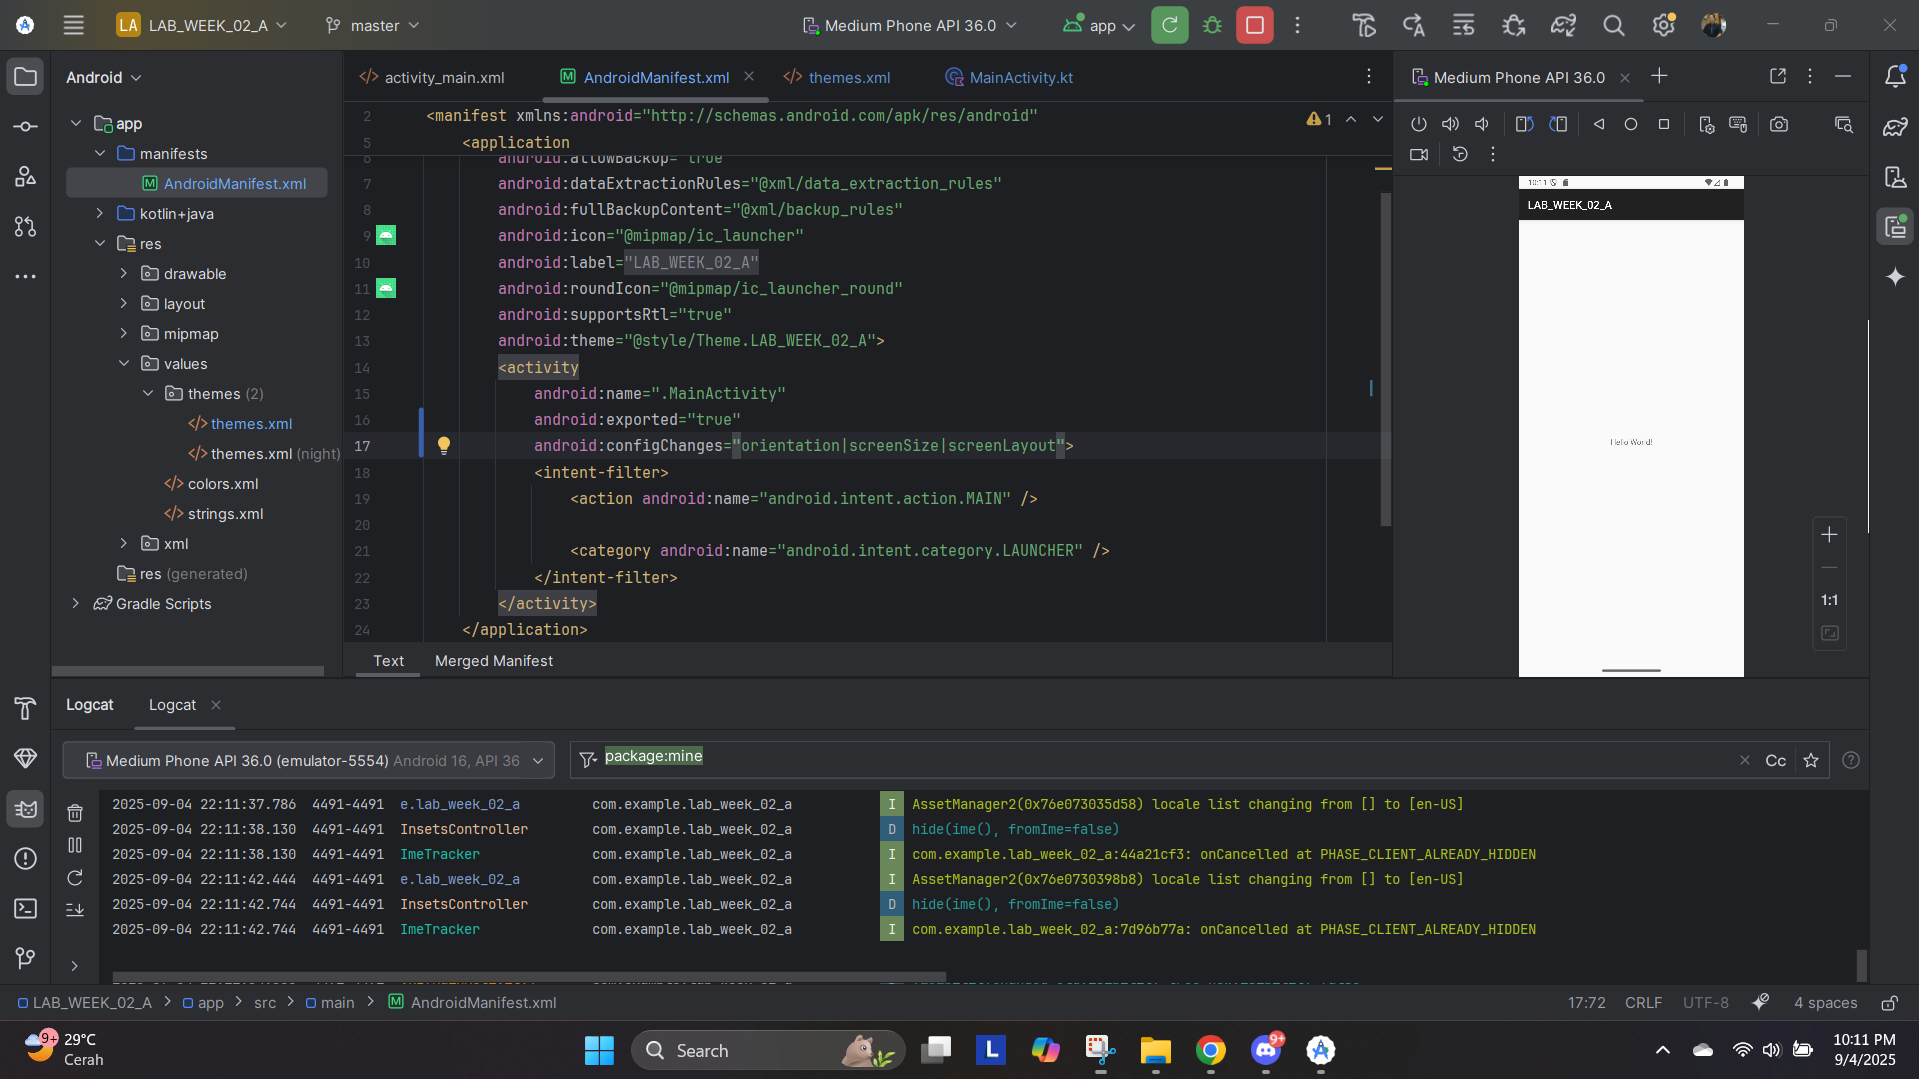 LA LAB_WEEK_02_A master Medium Phone API 36.0 app
Android
app
manifests
AndroidManifest.xml
kotlin+java
res
drawable
layout
mipmap
values
themes (2)
themes.xml
themes.xml (night)
colors.xml
strings.xml
xml
res (generated)
Gradle Scripts
activity_main.xml AndroidManifest.xml themes.xml MainActivity.kt
2 <manifest xmlns:android="http://schemas.android.com/apk/res/android"
5 <application
6 android:allowBackup="true"
7 android:dataExtractionRules="@xml/data_extraction_rules"
8 android:fullBackupContent="@xml/backup_rules"
9 android:icon="@mipmap/ic_launcher"
10 android:label="LAB_WEEK_02_A"
11 android:roundIcon="@mipmap/ic_launcher_round"
12 android:supportsRtl="true"
13 android:theme="@style/Theme.LAB_WEEK_02_A">
14 <activity
15 android:name=".MainActivity"
16 android:exported="true"
17 android:configChanges="orientation|screenSize|screenLayout">
18 <intent-filter>
19 <action android:name="android.intent.action.MAIN" />
20
21 <category android:name="android.intent.category.LAUNCHER" />
22 </intent-filter>
23 </activity>
24 </application>
1
Text Merged Manifest
Medium Phone API 36.0
10:11
LAB_WEEK_02_A
Hello World!
1:1
Logcat Logcat
Medium Phone API 36.0 (emulator-5554) Android 16, API 36
package:mine
Cc
2025-09-04 22:11:37.786 4491-4491 e.lab_week_02_a com.example.lab_week_02_a I AssetManager2(0x76e073035d58) locale list changing from [] to [en-US]
2025-09-04 22:11:38.130 4491-4491 InsetsController com.example.lab_week_02_a D hide(ime(), fromIme=false)
2025-09-04 22:11:38.130 4491-4491 ImeTracker com.example.lab_week_02_a I com.example.lab_week_02_a:44a21cf3: onCancelled at PHASE_CLIENT_ALREADY_HIDDEN
2025-09-04 22:11:42.444 4491-4491 e.lab_week_02_a com.example.lab_week_02_a I AssetManager2(0x76e0730398b8) locale list changing from [] to [en-US]
2025-09-04 22:11:42.744 4491-4491 InsetsController com.example.lab_week_02_a D hide(ime(), fromIme=false)
2025-09-04 22:11:42.744 4491-4491 ImeTracker com.example.lab_week_02_a I com.example.lab_week_02_a:7d96b77a: onCancelled at PHASE_CLIENT_ALREADY_HIDDEN
LAB_WEEK_02_A > app > src > main > AndroidManifest.xml
17:72 CRLF UTF-8 4 spaces
9+ 29°C
Cerah
Search
L
9+
10:11 PM
9/4/2025